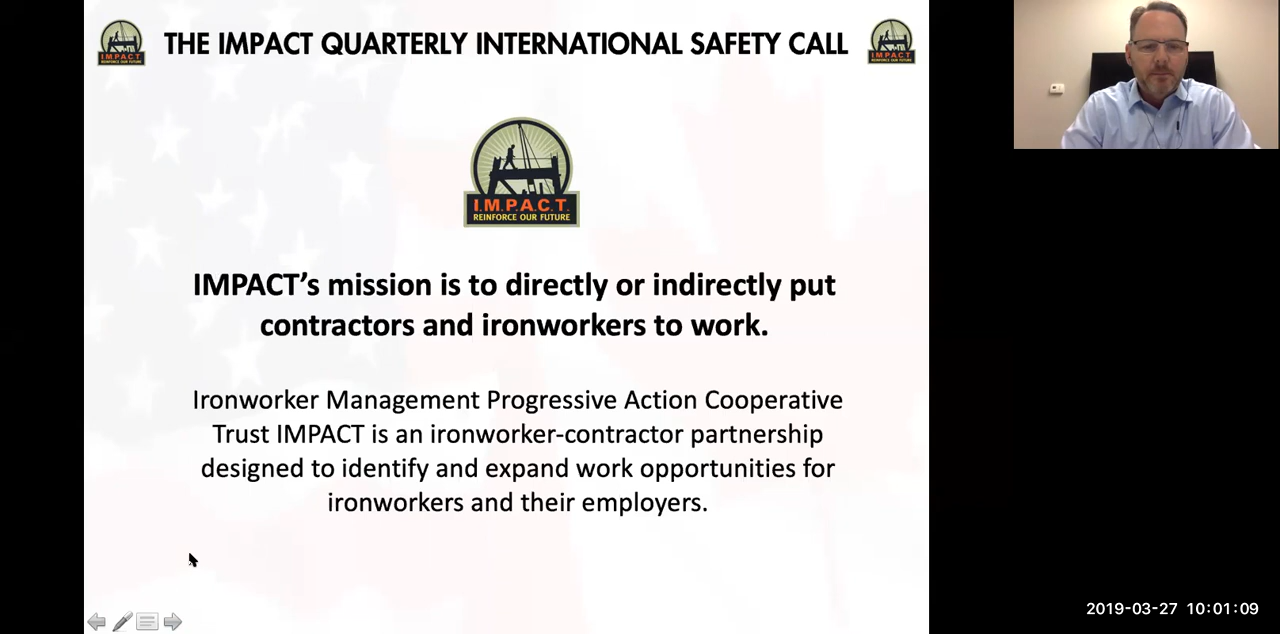 THE IMPACT QUARTERLY INTERNATIONAL SAFETY CALL
IMPACT
IMPACT
I.M.P.A.C.T.
REINFORCE OUR FUTURE
IMPACT's mission is to directly or indirectly put
contractors and ironworkers to work.
Ironworker Management Progressive Action Cooperative
Trust IMPACT is an ironworker-contractor partnership
designed to identify and expand work opportunities for
ironworkers and their employers.
2019-03-27 10:01:09